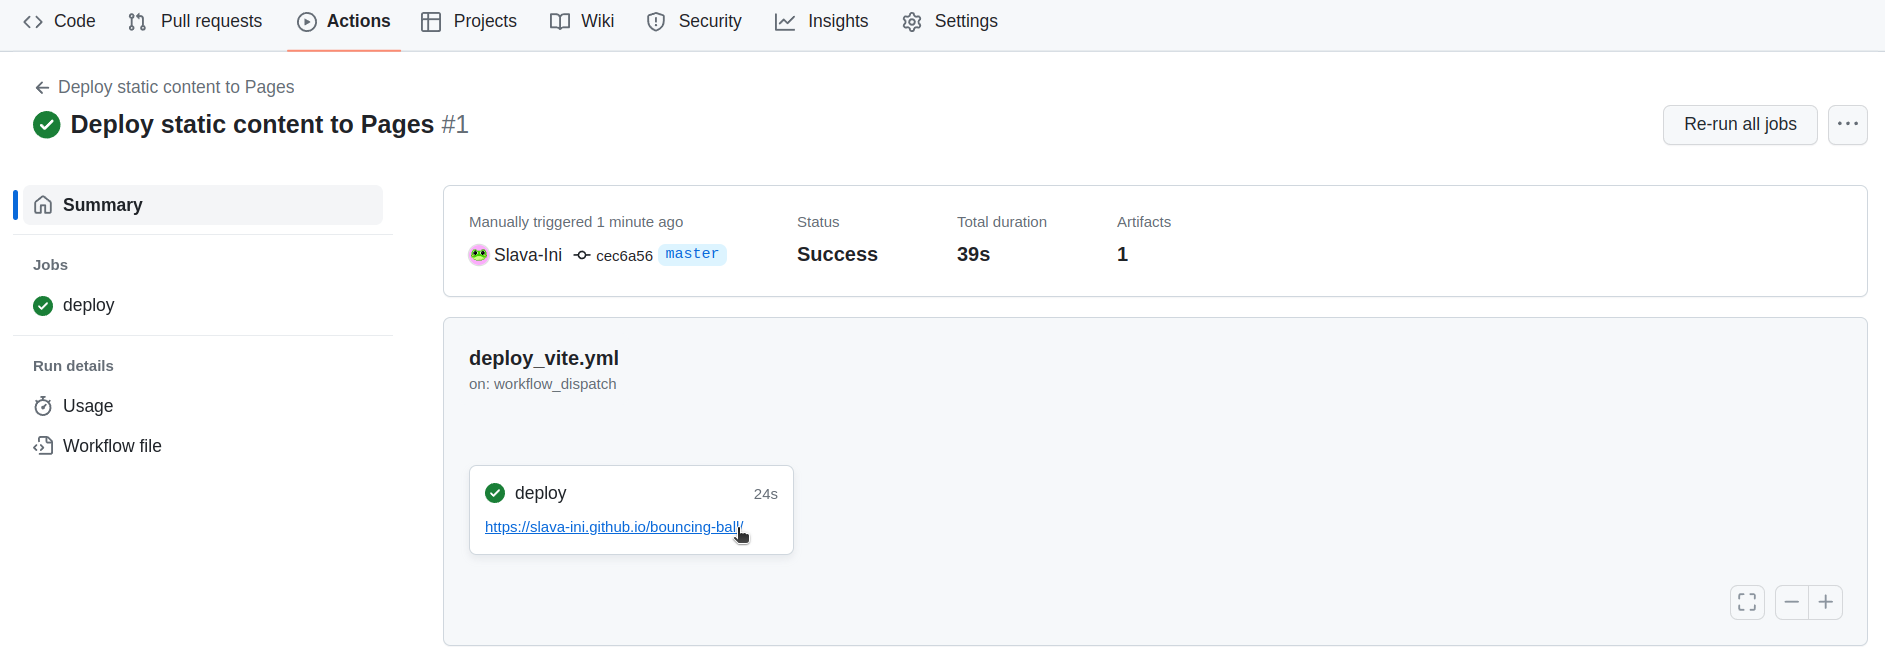 Code Pull requests Actions Projects Wiki Security Insights Settings
Deploy static content to Pages
Deploy static content to Pages #1
Re-run all jobs
Summary
Jobs
deploy
Run details
Usage
Workflow file
Manually triggered 1 minute ago Status Total duration Artifacts
Slava-Ini cec6a56 master Success 39s 1
deploy_vite.yml
on: workflow_dispatch
deploy 24s
https://slava-ini.github.io/bouncing-ball/